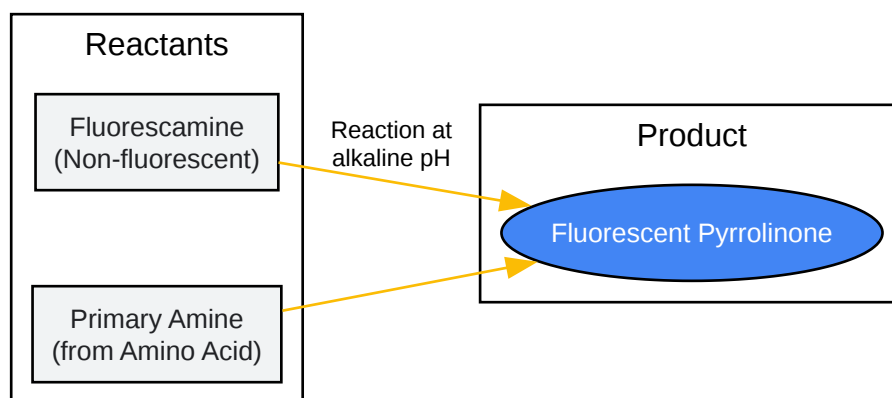 Reactants
Fluorescamine
(Non-fluorescent)
Reaction at
alkaline pH
Product
Fluorescent Pyrrolinone
Primary Amine
(from Amino Acid)